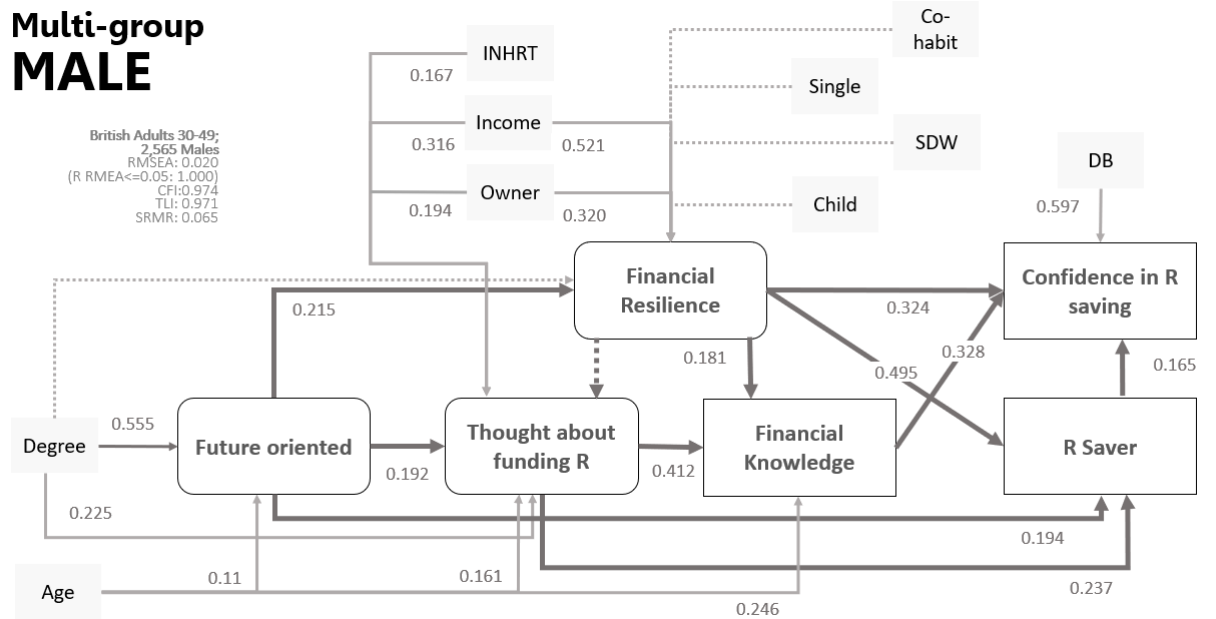 Multi-group
MALE
British Adults 30-49;
2,565 Males
RMSEA: 0.020
(R RMEA<=0.05: 1.000)
CFI:0.974
TLI: 0.971
SRMR: 0.065
INHRT
0.167
Income
0.316
0.521
Owner
0.194
0.320
Co-
habit
Single
SDW
Child
DB
0.597
Financial
Resilience
Confidence in R
saving
0.215
0.324
0.181
0.328
0.495
0.165
Degree
0.555
Future oriented
0.192
Thought about
funding R
0.412
Financial
Knowledge
R Saver
0.225
0.194
Age
0.11
0.161
0.246
0.237